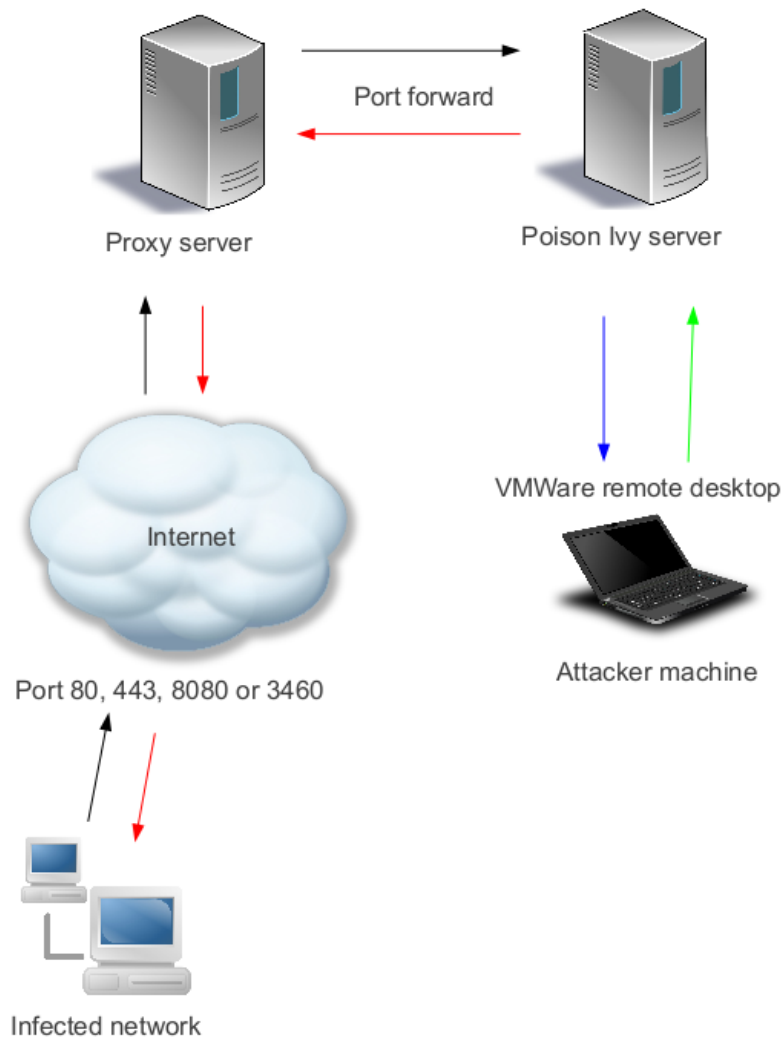 Port forward
Proxy server
Poison Ivy server
VMWare remote desktop
Internet
Attacker machine
Port 80, 443, 8080 or 3460
Infected network